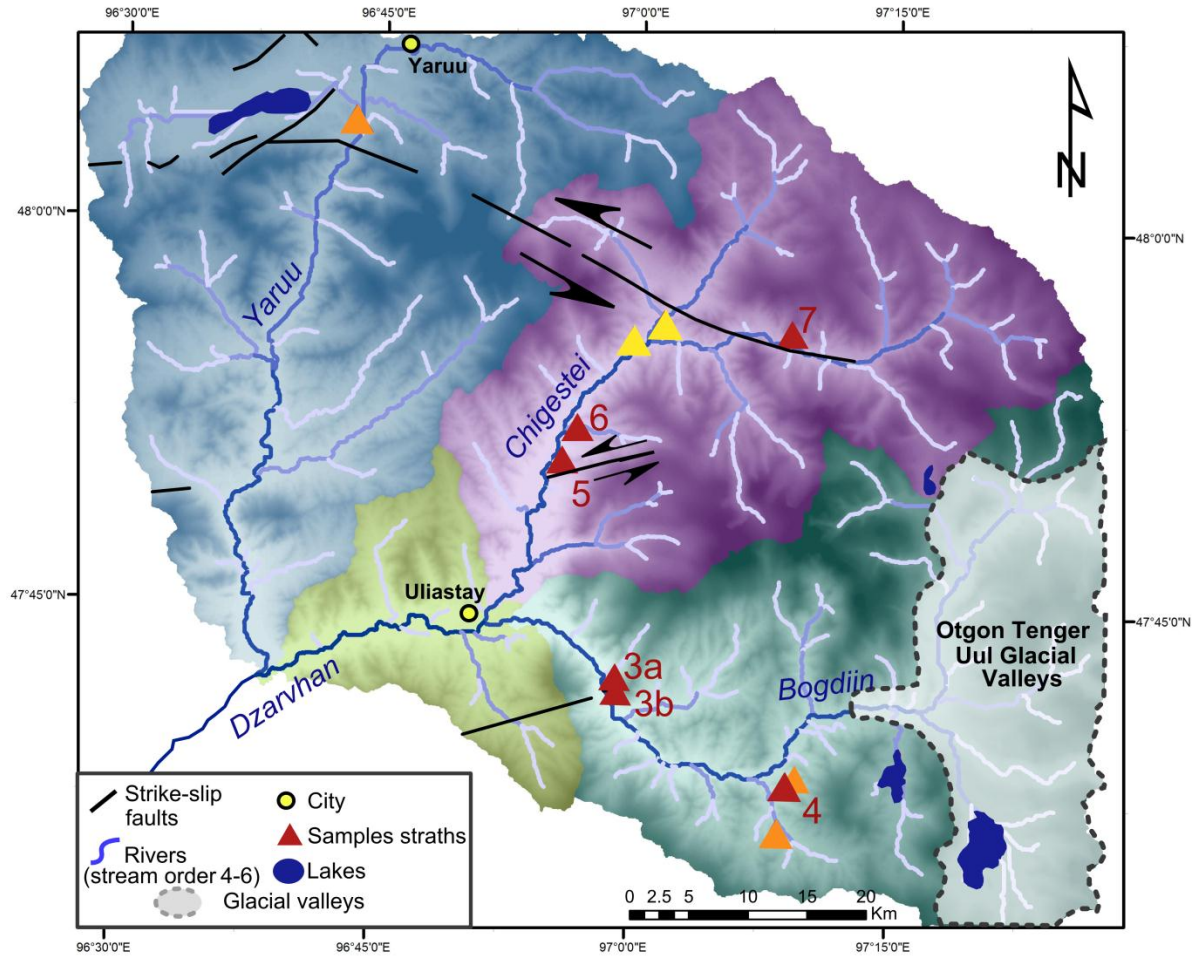 96°30'0"E
96°45'0"E
97°0'0"E
97°15'0"E
Yaruu
N
48°0'0"N
48°0'0"N
Yaruu
7
Chigestei
6
5
47°45'0"N
Uliastay
47°45'0"N
Otgon Tenger
Uul Glacial
Valleys
3a
3b
Bogdijn
Dzarvhan
4
Strike-slip
faults
City
Samples straths
Rivers
(stream order 4-6)
Lakes
Glacial valleys
0 2.5 5 10 15 20
Km
96°30'0"E
96°45'0"E
97°0'0"E
97°15'0"E